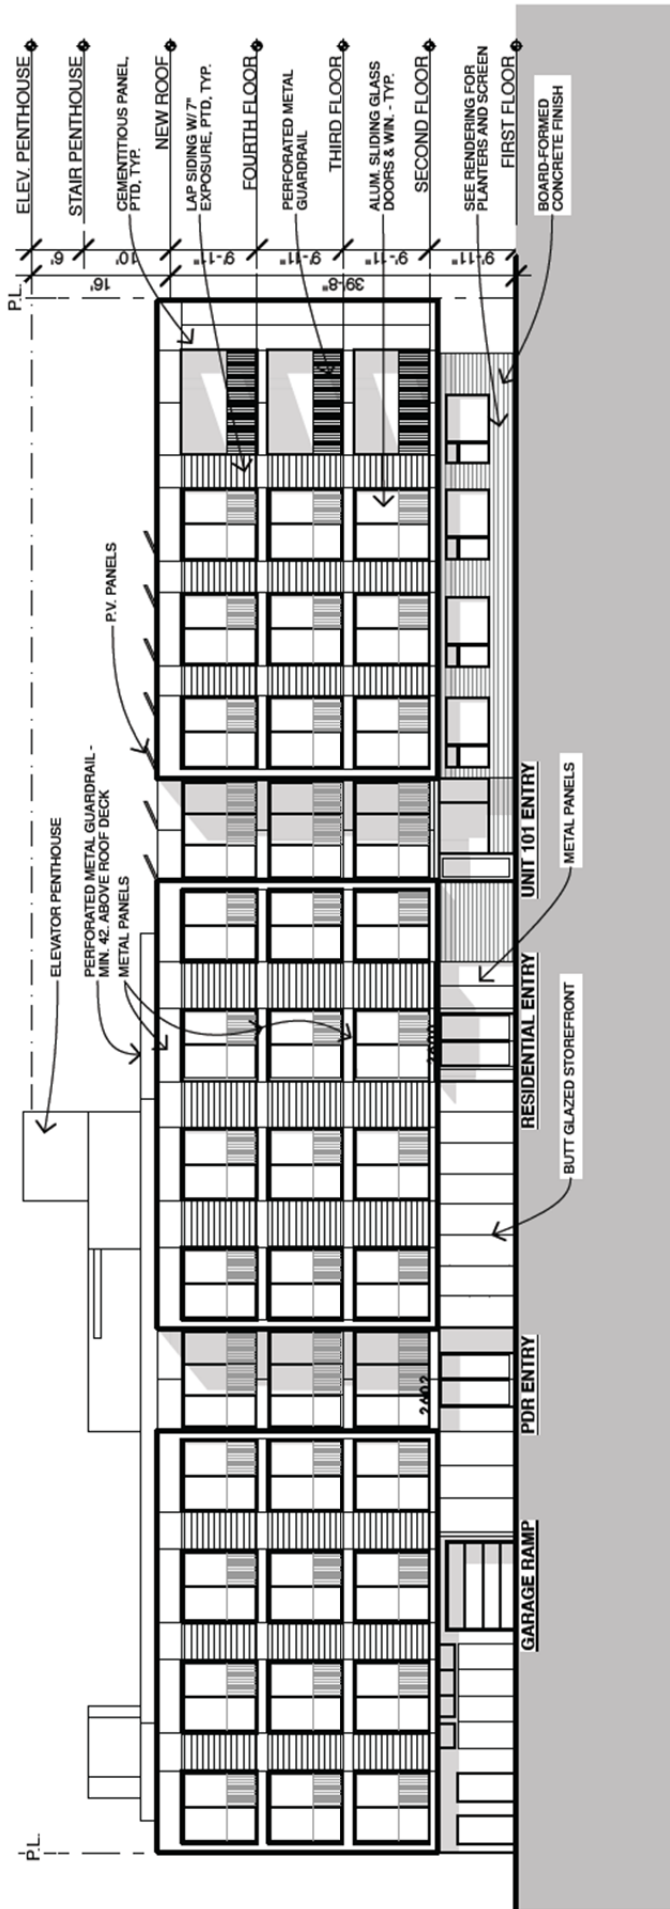 ELEV. PENTHOUSE
STAIR PENTHOUSE
CEMENTITIOUS PANEL,
PTD, TYP.
NEW ROOF
LAP SIDING W/ 7"
EXPOSURE, PTD, TYP.
FOURTH FLOOR
PERFORATED METAL
GUARDRAIL
THIRD FLOOR
ALUM. SLIDING GLASS
DOORS & WIN. - TYP.
SECOND FLOOR
SEE RENDERING FOR
PLANTERS AND SCREEN
FIRST FLOOR
BOARD-FORMED
CONCRETE FINISH
6'
10'
9'-11"
9'-11"
9'-11"
9'-11"
16'
39'-8"
P.L.
P.V. PANELS
PERFORATED METAL GUARDRAIL -
MIN. 42. ABOVE ROOF DECK
METAL PANELS
ELEVATOR PENTHOUSE
UNIT 101 ENTRY
METAL PANELS
RESIDENTIAL ENTRY
BUTT GLAZED STOREFRONT
PDR ENTRY
2602
GARAGE RAMP
P.L.